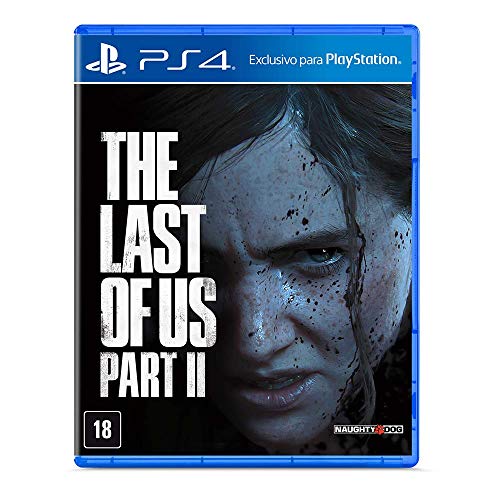 PS4 Exclusivo para PlayStation®
THE
LAST
OF US
PART II
18
NAUGHTY DOG